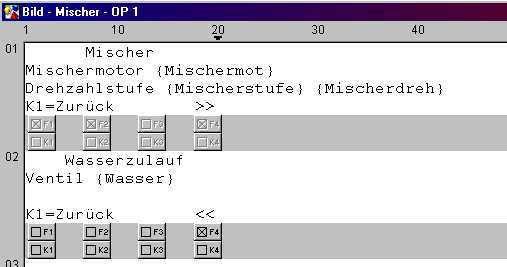 Bild - Mischer - OP 1
1 10 20 30 40
01 Mischer
Mischermotor {Mischermot}
Drehzahlstufe {Mischerstufe} {Mischerdreh}
K1=Zurück >>
F1 F2 F3 F4
K1 K2 K3 K4
02 Wasserzulauf
Ventil {Wasser}
K1=Zurück <<
F1 F2 F3 F4
K1 K2 K3 K4
03